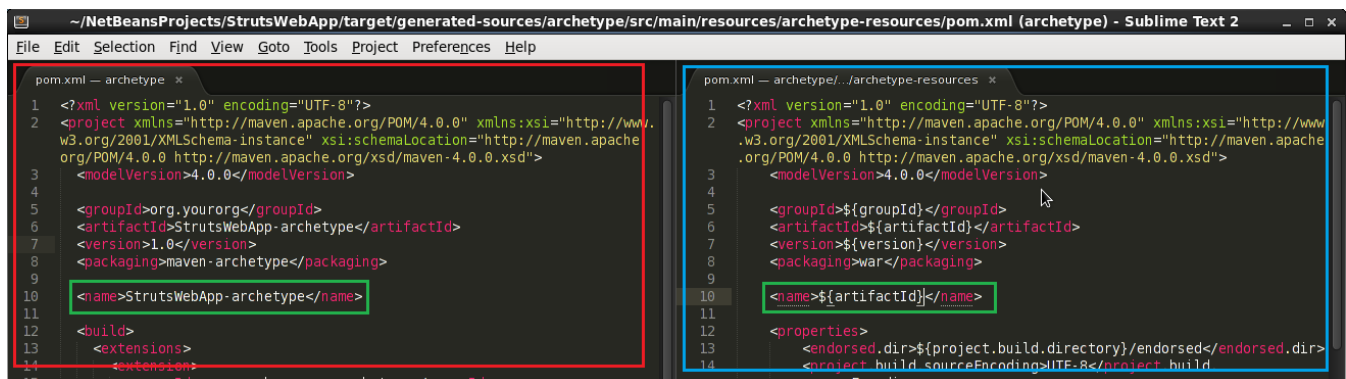 ~/NetBeansProjects/StrutsWebApp/target/generated-sources/archetype/src/main/resources/archetype-resources/pom.xml (archetype) - Sublime Text 2
File Edit Selection Find View Goto Tools Project Preferences Help
pom.xml — archetype ×
1 <?xml version="1.0" encoding="UTF-8"?>
2 <project xmlns="http://maven.apache.org/POM/4.0.0" xmlns:xsi="http://www.
w3.org/2001/XMLSchema-instance" xsi:schemaLocation="http://maven.apache
org/POM/4.0.0 http://maven.apache.org/xsd/maven-4.0.0.xsd">
3 <modelVersion>4.0.0</modelVersion>
4
5 <groupId>org.yourorg</groupId>
6 <artifactId>StrutsWebApp-archetype</artifactId>
7 <version>1.0</version>
8 <packaging>maven-archetype</packaging>
9
10 <name>StrutsWebApp-archetype</name>
11
12 <build>
13 <extensions>
14 <extension>
pom.xml — archetype/.../archetype-resources ×
1 <?xml version="1.0" encoding="UTF-8"?>
2 <project xmlns="http://maven.apache.org/POM/4.0.0" xmlns:xsi="http://www
.w3.org/2001/XMLSchema-instance" xsi:schemaLocation="http://maven.apache
.org/POM/4.0.0 http://maven.apache.org/xsd/maven-4.0.0.xsd">
3 <modelVersion>4.0.0</modelVersion>
4
5 <groupId>${groupId}</groupId>
6 <artifactId>${artifactId}</artifactId>
7 <version>${version}</version>
8 <packaging>war</packaging>
9
10 <name>${artifactId}</name>
11
12 <properties>
13 <endorsed.dir>${project.build.directory}/endorsed</endorsed.dir>
14 <project.build.sourceEncoding>UTF-8</project.build.